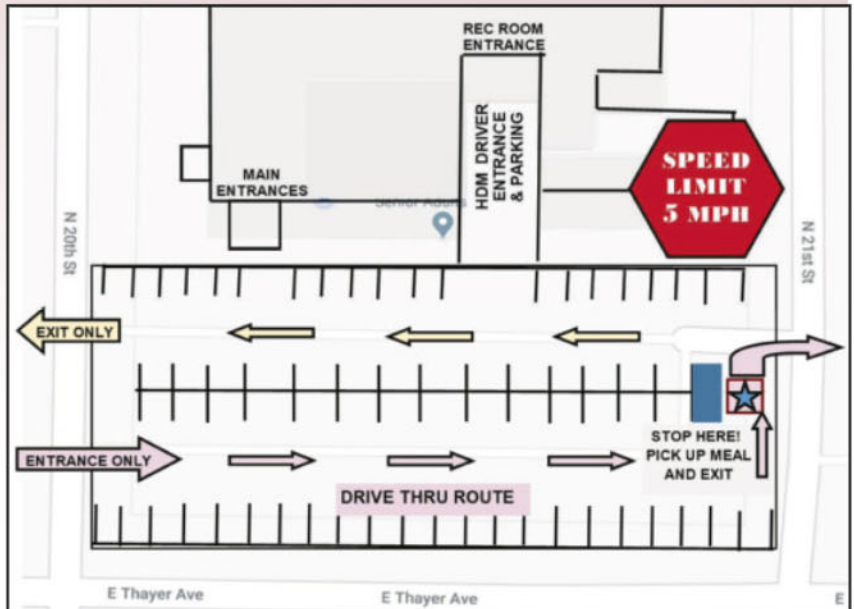 REC ROOM
ENTRANCE
HDM DRIVER
ENTRANCE
& PARKING
SPEED
LIMIT
5 MPH
MAIN
ENTRANCES
N 20th St
N 21st St
EXIT ONLY
ENTRANCE ONLY
STOP HERE!
PICK UP MEAL
AND EXIT
DRIVE THRU ROUTE
E Thayer Ave
E Thayer Ave
E